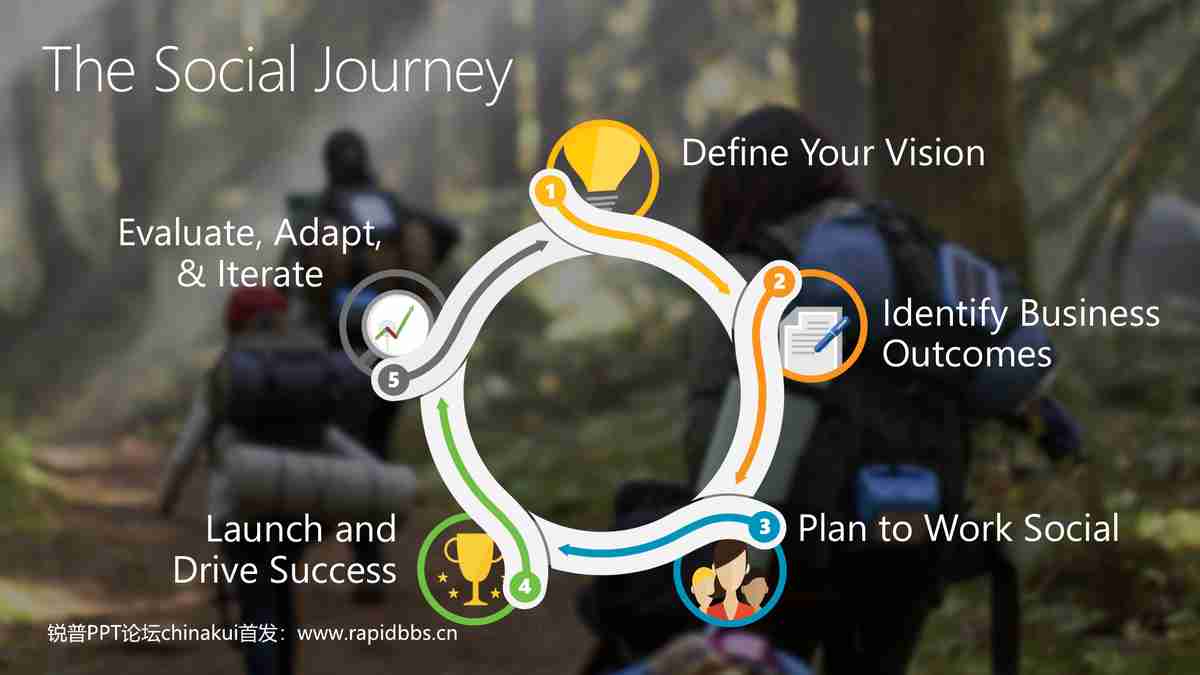 The Social Journey
1
Define Your Vision
2
Identify Business
Outcomes
3
Plan to Work Social
4
Launch and
Drive Success
5
Evaluate, Adapt,
& Iterate
锐普PPT论坛chinakui首发：www.rapidbbs.cn